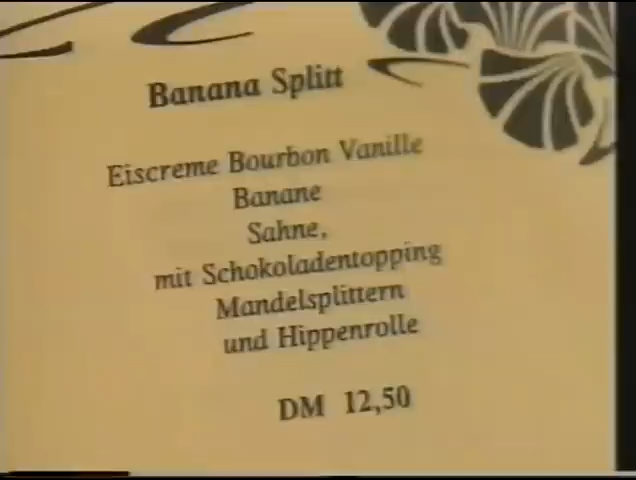 Banana Splitt
Eiscreme Bourbon Vanille
Banane
Sahne,
mit Schokoladentopping
Mandelsplittern
und Hippenrolle
DM 12,50